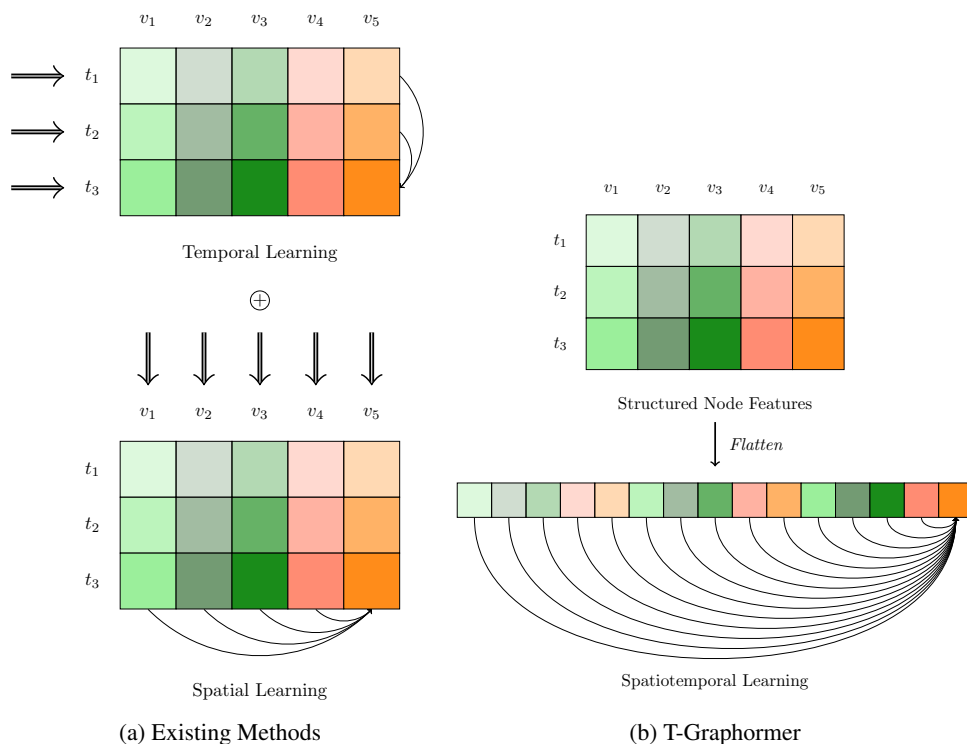 v₁ v₂ v₃ v₄ v₅
t₁
t₂
t₃
Temporal Learning
⊕
v₁ v₂ v₃ v₄ v₅
t₁
t₂
t₃
Spatial Learning
(a) Existing Methods
v₁ v₂ v₃ v₄ v₅
t₁
t₂
t₃
Structured Node Features
Flatten
Spatiotemporal Learning
(b) T-Graphormer